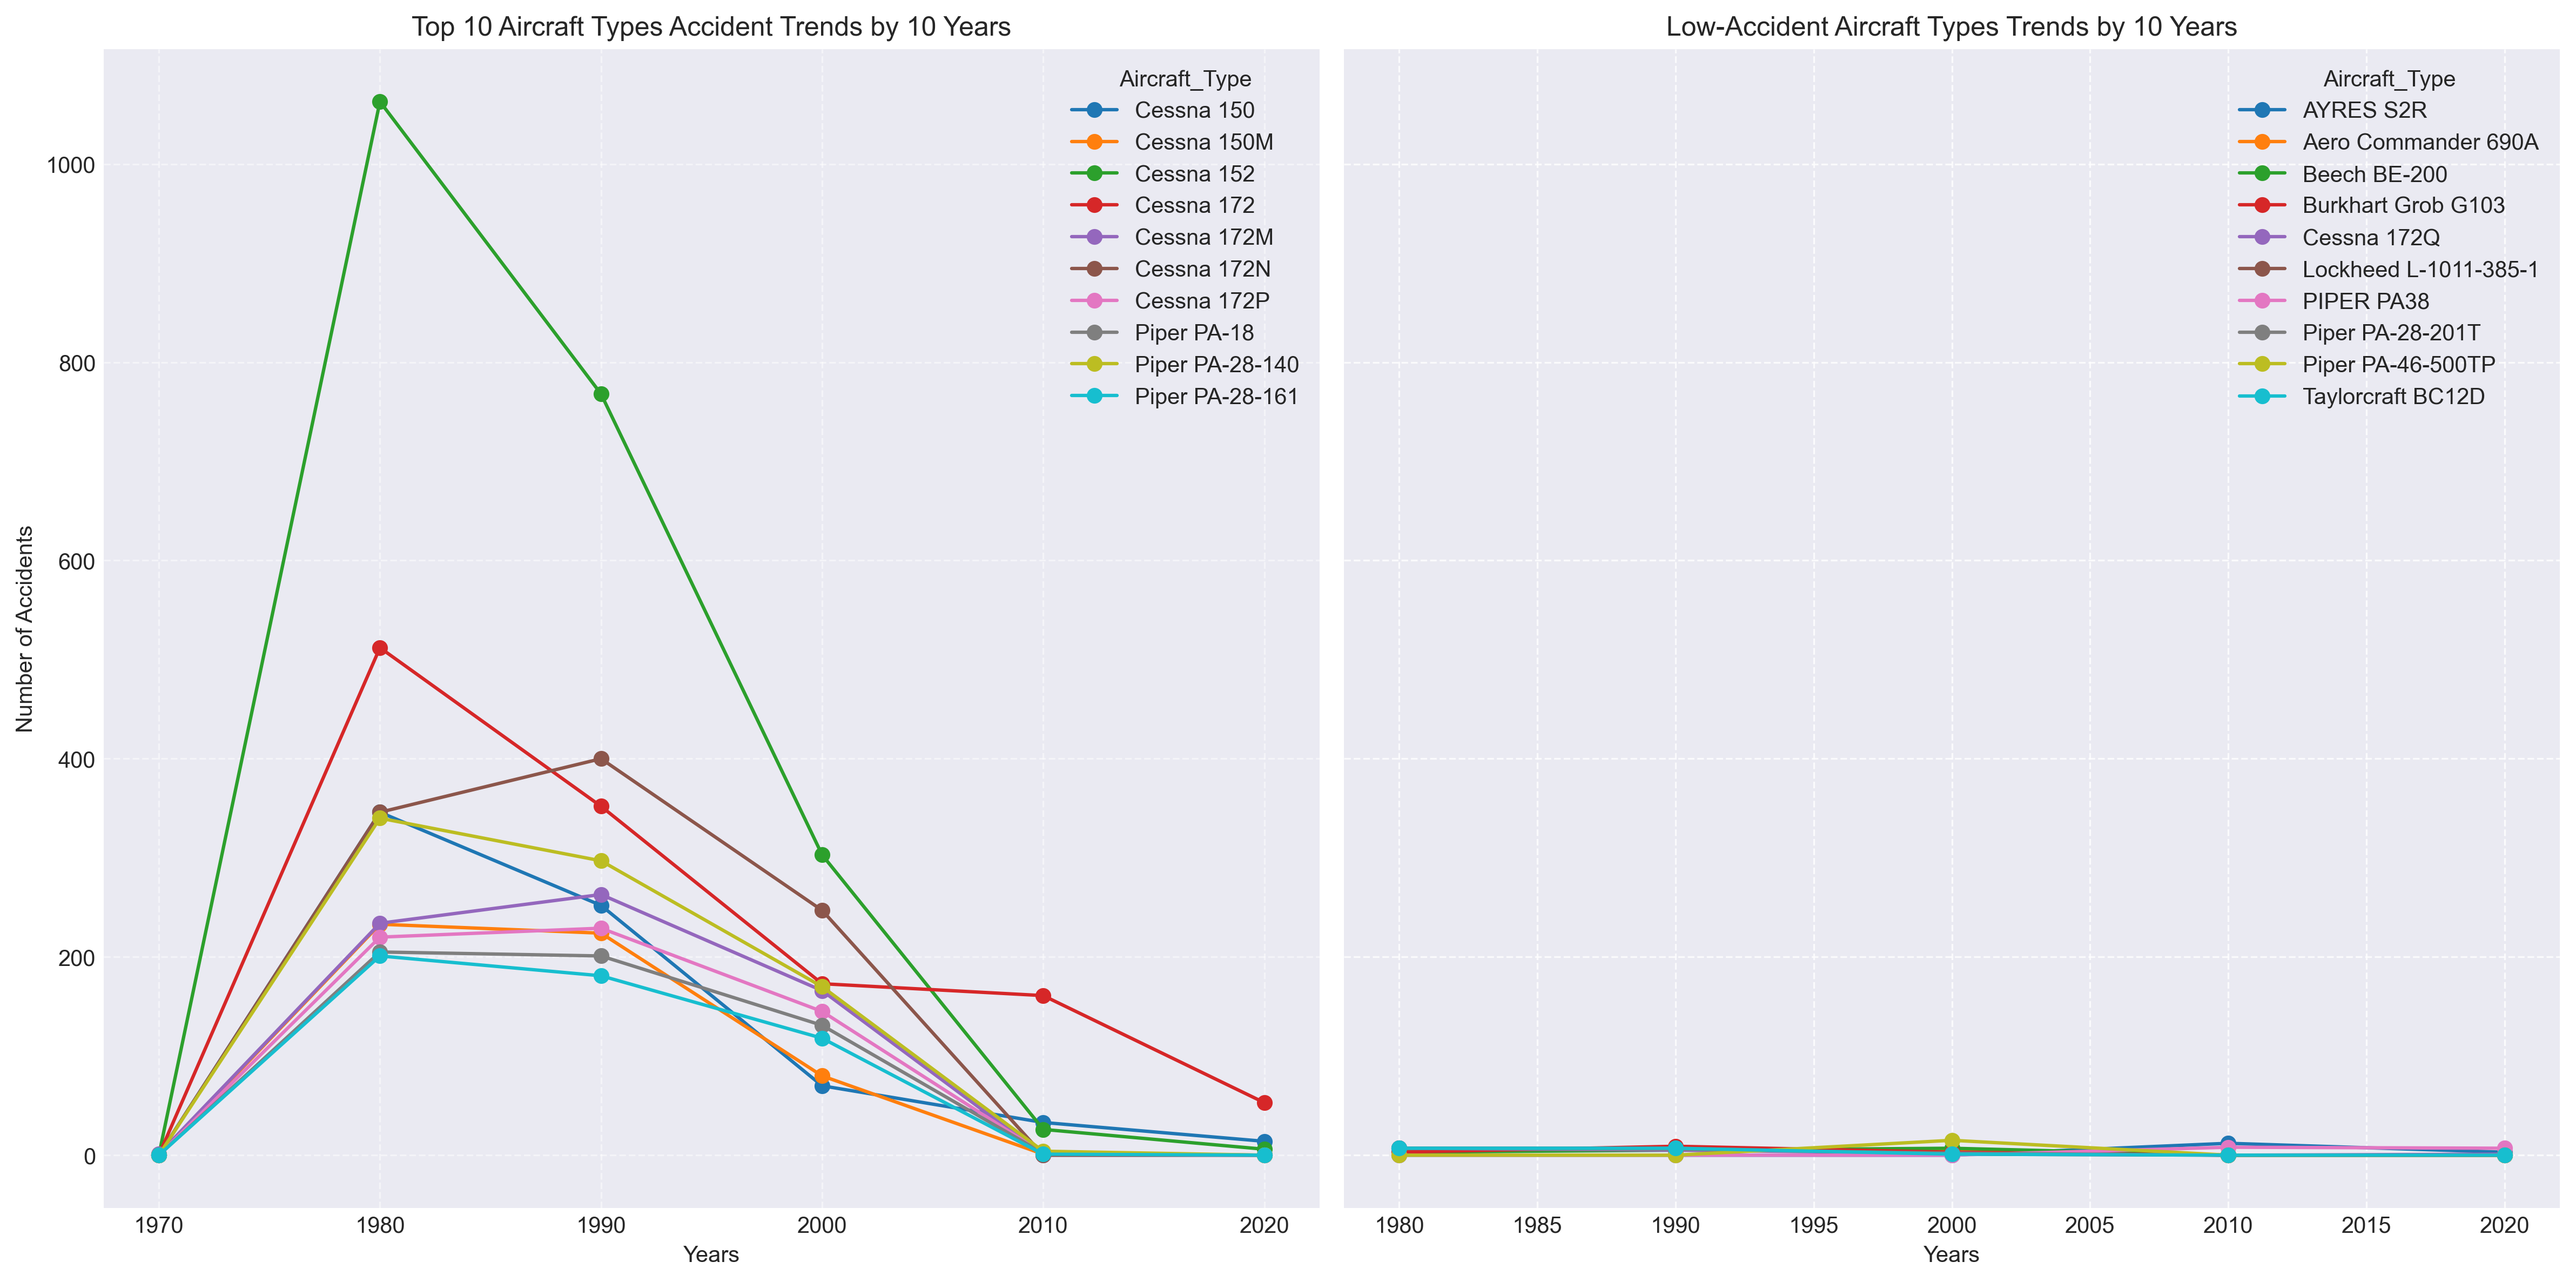 Top 10 Aircraft Types Accident Trends by 10 Years
Number of Accidents
1000
800
600
400
200
0
1970
1980
1990
2000
2010
2020
Years
Aircraft_Type
Cessna 150
Cessna 150M
Cessna 152
Cessna 172
Cessna 172M
Cessna 172N
Cessna 172P
Piper PA-18
Piper PA-28-140
Piper PA-28-161
Low-Accident Aircraft Types Trends by 10 Years
Aircraft_Type
AYRES S2R
Aero Commander 690A
Beech BE-200
Burkhart Grob G103
Cessna 172Q
Lockheed L-1011-385-1
PIPER PA38
Piper PA-28-201T
Piper PA-46-500TP
Taylorcraft BC12D
1980
1985
1990
1995
2000
2005
2010
2015
2020
Years